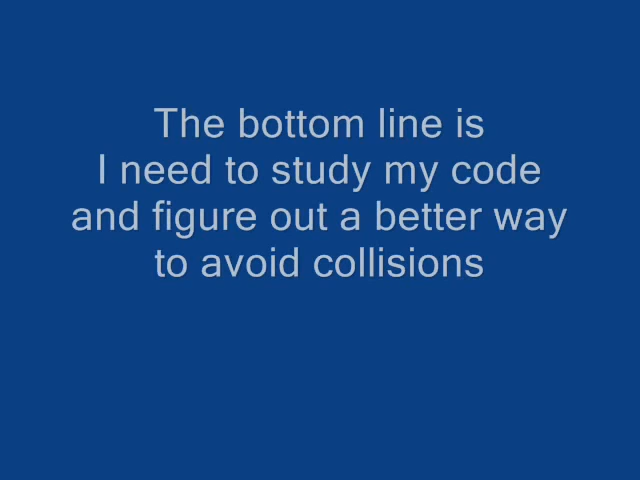 The bottom line is
I need to study my code
and figure out a better way
to avoid collisions